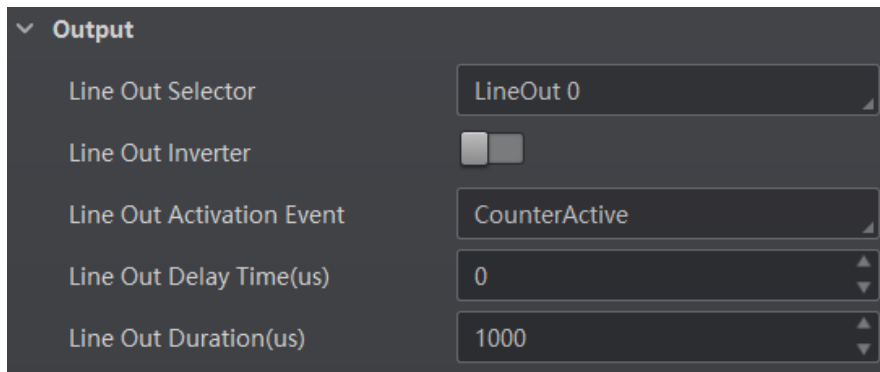 Output
Line Out Selector LineOut 0
Line Out Inverter
Line Out Activation Event CounterActive
Line Out Delay Time(us) 0
Line Out Duration(us) 1000